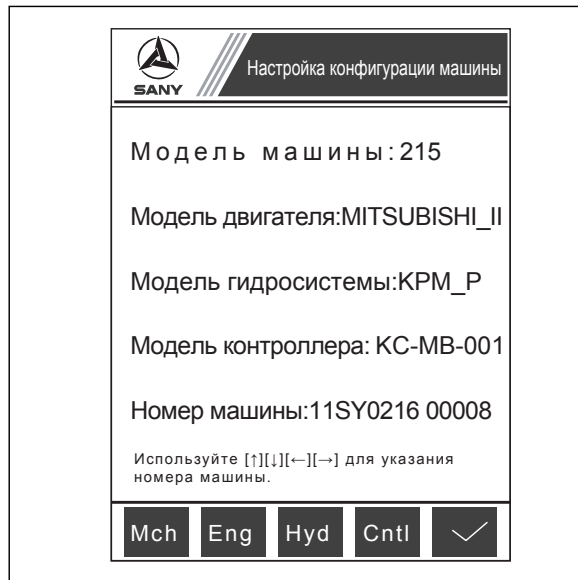 SANY
Настройка конфигурации машины
Модель машины:215
Модель двигателя:MITSUBISHI_II
Модель гидросистемы:KPM_P
Модель контроллера: KC-MB-001
Номер машины:11SY0216 00008
Используйте [↑][↓][←][→] для указания
номера машины.
Mch Eng Hyd Cntl